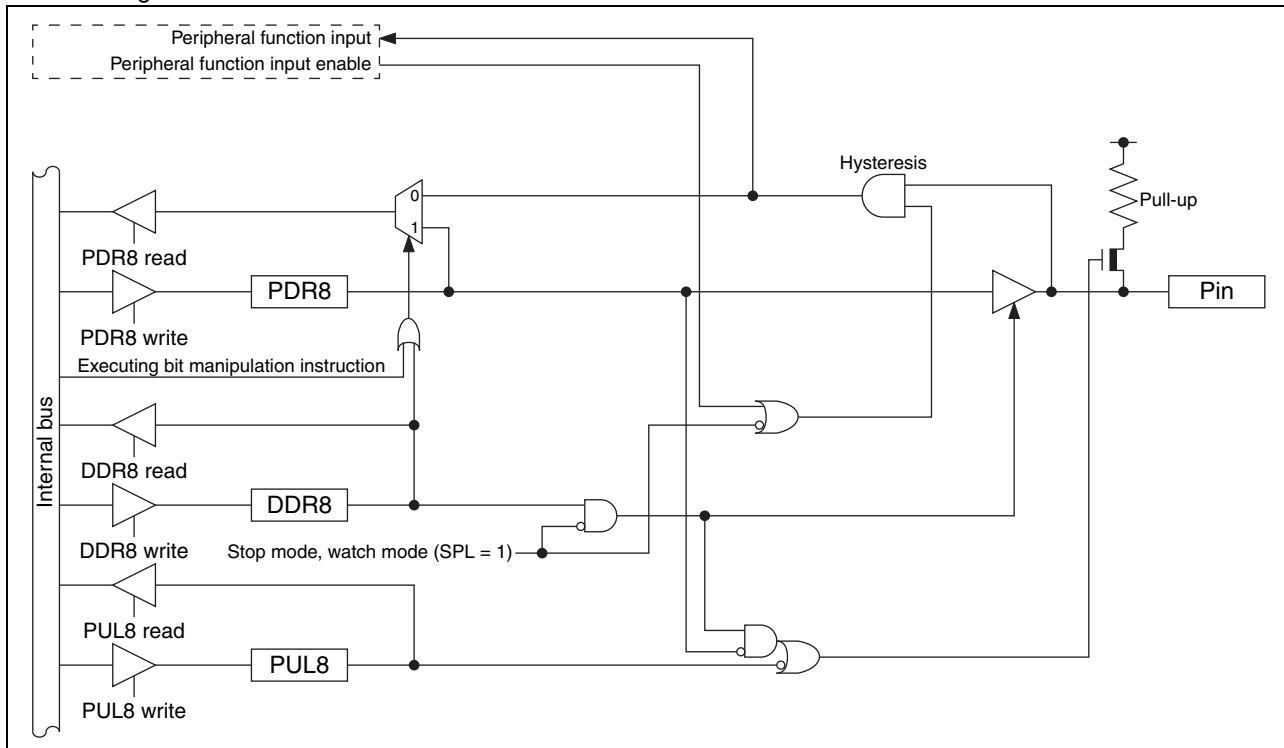 Peripheral function input
Peripheral function input enable
Hysteresis
0
Pull-up
1
PDR8 read
PDR8
Pin
PDR8 write
Executing bit manipulation instruction
Internal bus
DDR8 read
DDR8
DDR8 write
Stop mode, watch mode (SPL = 1)
PUL8 read
PUL8
PUL8 write